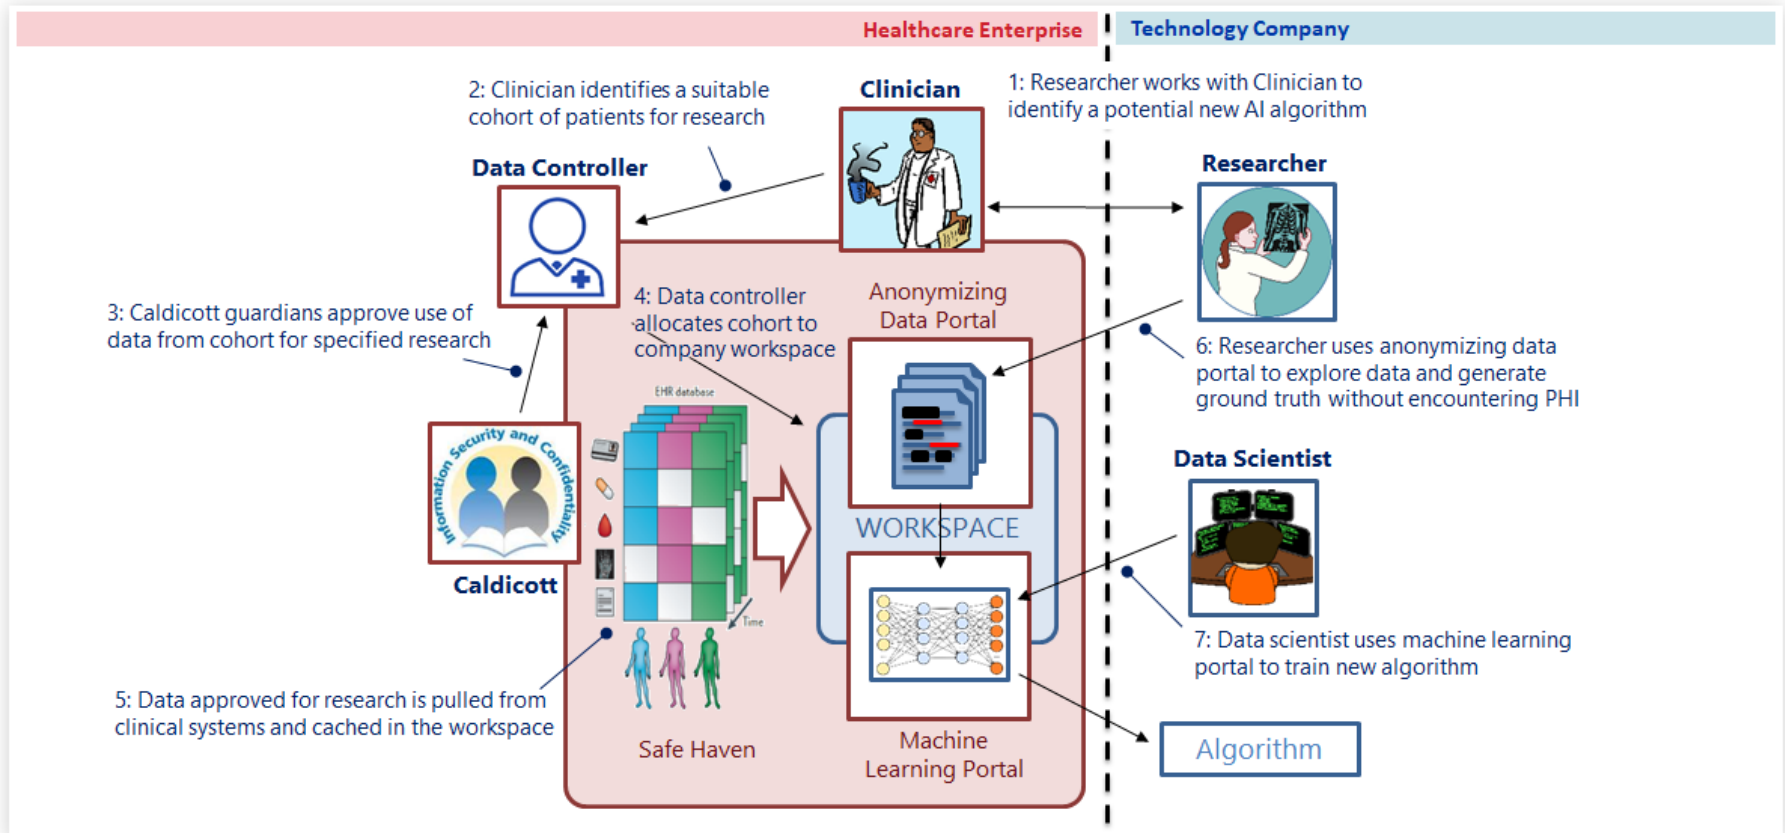 Healthcare Enterprise
Technology Company
2: Clinician identifies a suitable
cohort of patients for research
Clinician
1: Researcher works with Clinician to
identify a potential new AI algorithm
Data Controller
Researcher
3: Caldicott guardians approve use of
data from cohort for specified research
4: Data controller
allocates cohort to
company workspace
Anonymizing
Data Portal
6: Researcher uses anonymizing data
portal to explore data and generate
ground truth without encountering PHI
EHR database
Information Security and Confidentiality
Caldicott
WORKSPACE
Data Scientist
Time
7: Data scientist uses machine learning
portal to train new algorithm
5: Data approved for research is pulled from
clinical systems and cached in the workspace
Safe Haven
Machine
Learning Portal
Algorithm